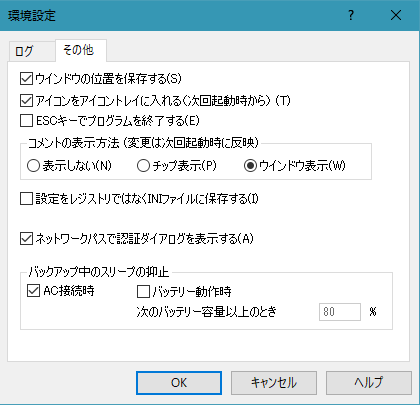 環境設定
?
ログ
その他
ウインドウの位置を保存する(S)
アイコンをアイコントレイに入れる(次回起動時から) (T)
ESCキーでプログラムを終了する(E)
コメントの表示方法 (変更は次回起動時に反映)
表示しない(N)
チップ表示(P)
ウインドウ表示(W)
設定をレジストリではなくINIファイルに保存する(I)
ネットワークパスで認証ダイアログを表示する(A)
バックアップ中のスリープの抑止
AC接続時
バッテリー動作時
次のバッテリー容量以上のとき 80 %
OK
キャンセル
ヘルプ